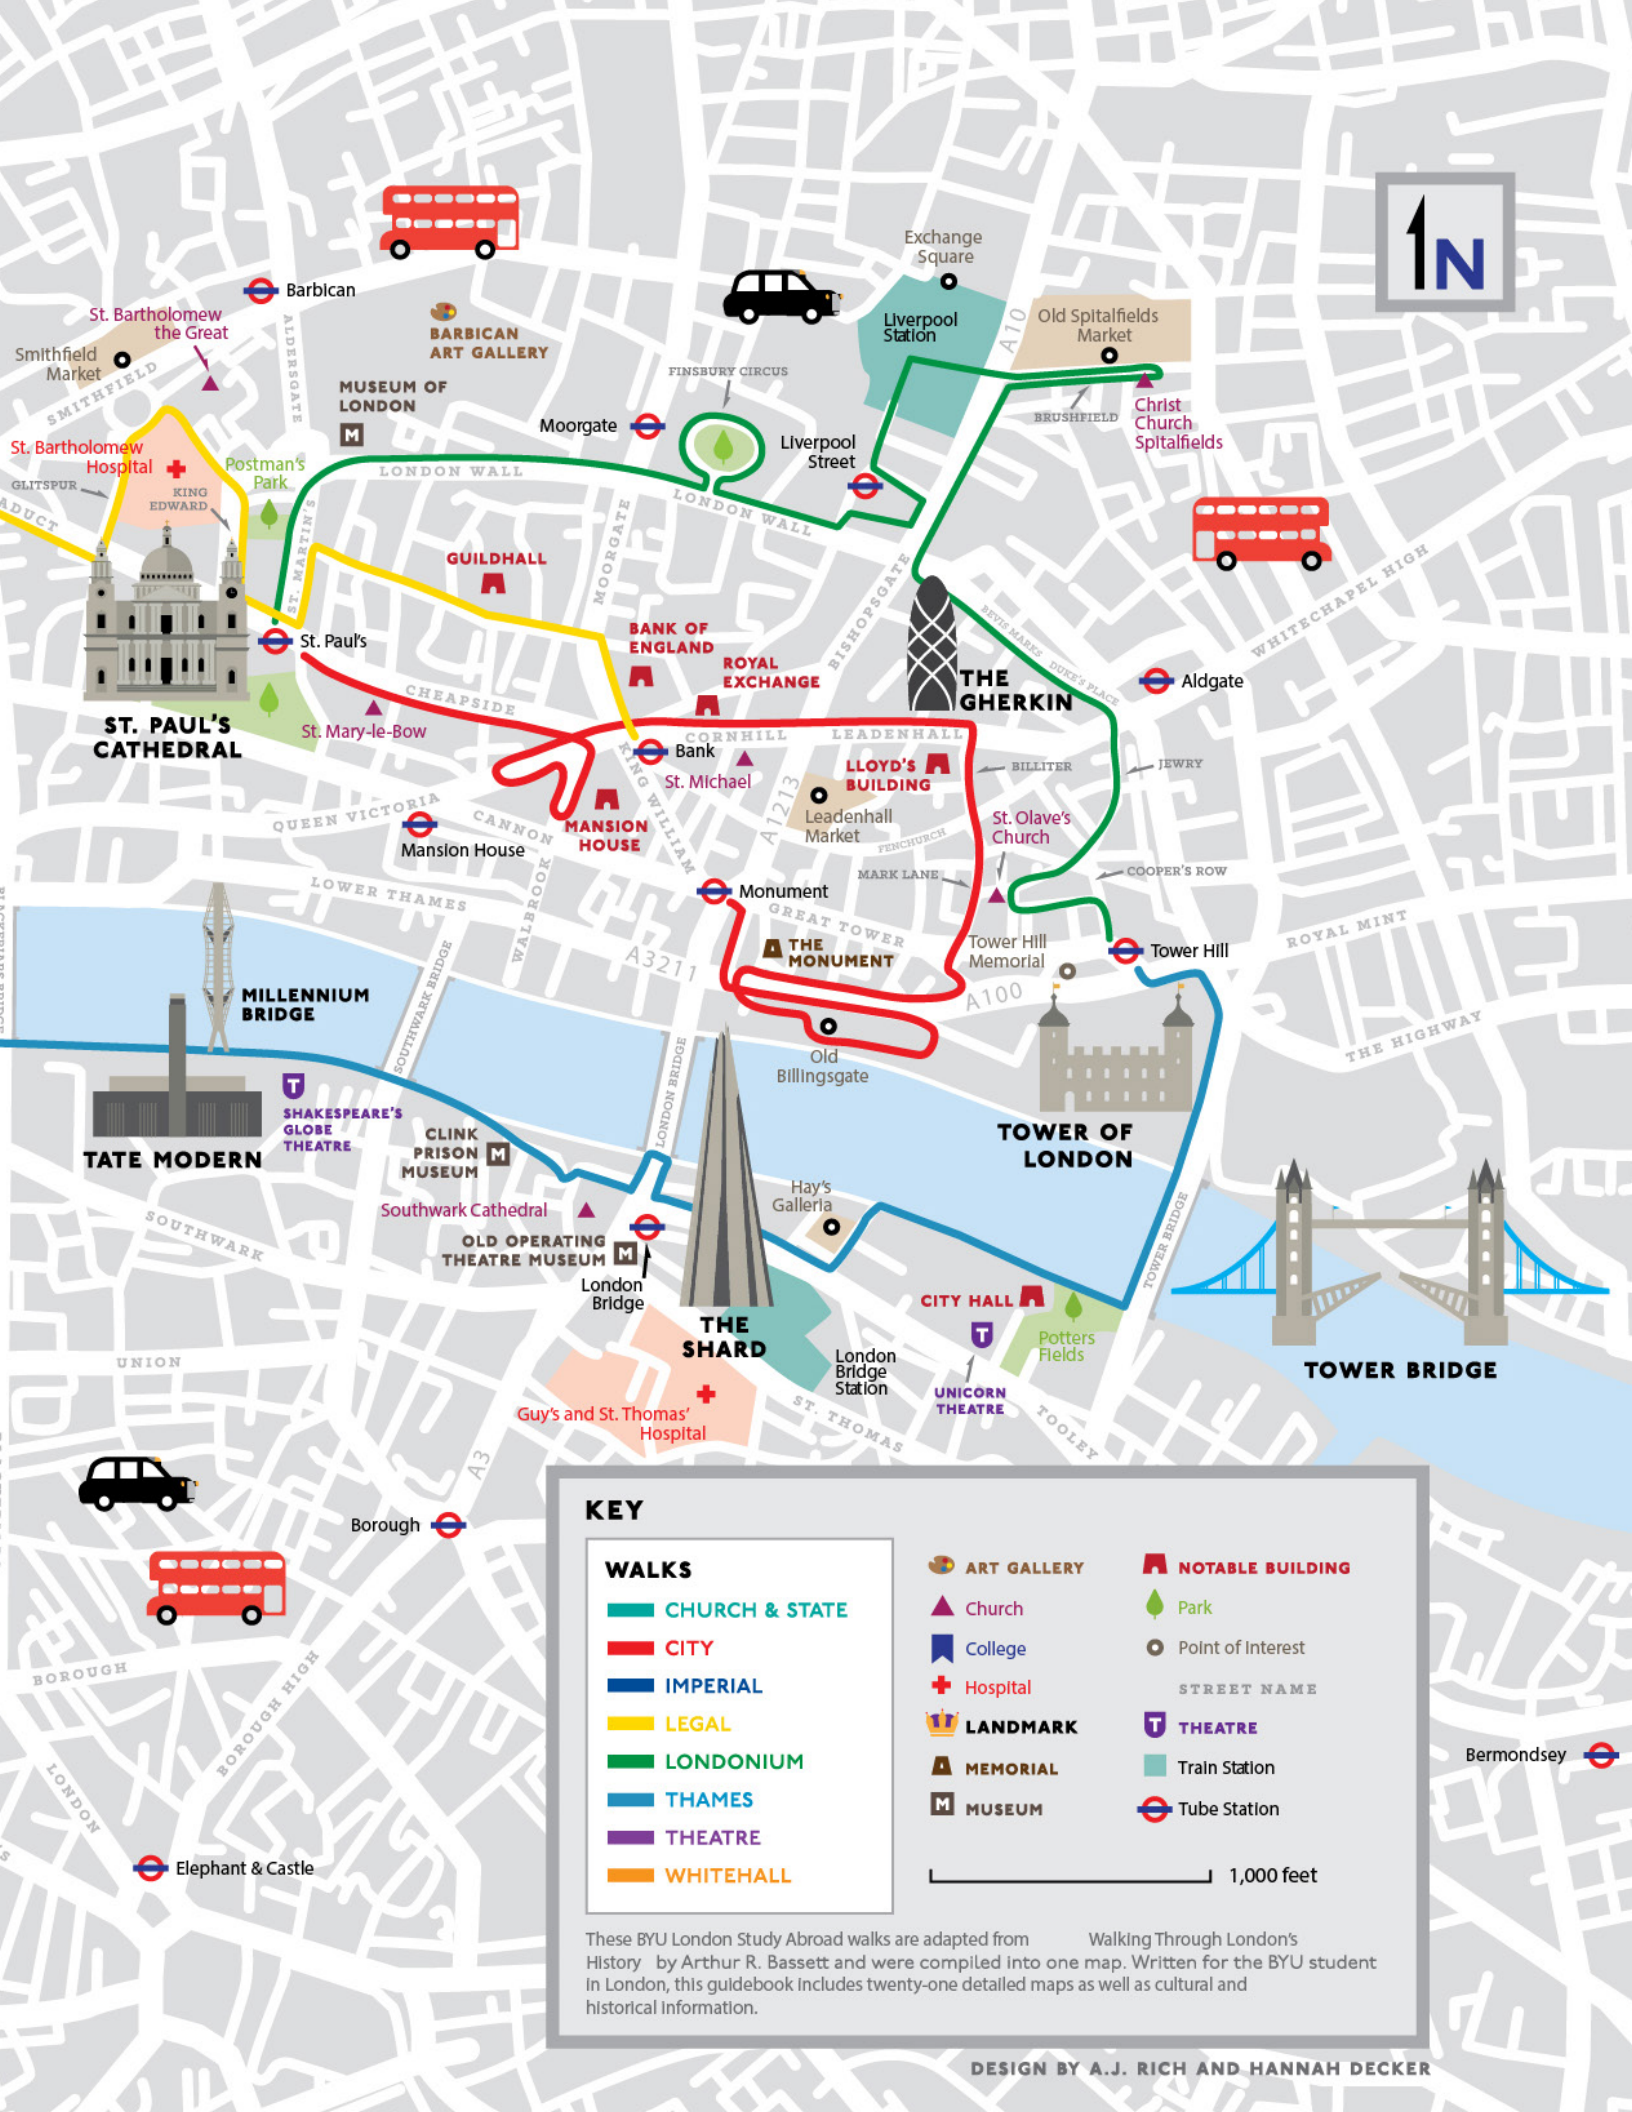 Exchange
Square
N
Barbican
St. Bartholomew
the Great
BARBICAN
ART GALLERY
ALDERSGATE
Liverpool
Station
A10
Old Spitalfields
Market
Smithfield
Market
SMITHFIELD
FINSBURY CIRCUS
MUSEUM OF
LONDON
M
Moorgate
Liverpool
Street
BRUSHFIELD
Christ
Church
Spitalfields
St. Bartholomew
Hospital
GLITSPUR
KING
EDWARD
Postman's
Park
LONDON WALL
LONDON WALL
ADUCT
ST. MARTIN'S
MOORGATE
GUILDHALL
BISHOPSGATE
BEVIS MARKS
DUKE'S PLACE
WHITECHAPEL HIGH
BANK OF
ENGLAND
ROYAL
EXCHANGE
St. Paul's
THE
GHERKIN
Aldgate
CHEAPSIDE
ST. PAUL'S
CATHEDRAL
St. Mary-le-Bow
CORNHILL
LEADENHALL
Bank
St. Michael
KING WILLIAM
LLOYD'S
BUILDING
BILLITER
JEWRY
A1213
Leadenhall
Market
FENCHURCH
St. Olave's
Church
QUEEN VICTORIA
CANNON
MANSION
HOUSE
Mansion House
MARK LANE
COOPER'S ROW
LOWER THAMES
WALBROOK
Monument
GREAT TOWER
ROYAL MINT
THE
MONUMENT
Tower Hill
Memorial
Tower Hill
A3211
A100
MILLENNIUM
BRIDGE
SOUTHWARK BRIDGE
THE HIGHWAY
Old
Billingsgate
LONDON BRIDGE
T
SHAKESPEARE'S
GLOBE
THEATRE
TATE MODERN
CLINK
PRISON
MUSEUM
M
TOWER OF
LONDON
Southwark Cathedral
Hay's
Galleria
TOWER BRIDGE
SOUTHWARK
OLD OPERATING
THEATRE MUSEUM
M
London
Bridge
CITY HALL
T
Potters
Fields
THE
SHARD
London
Bridge
Station
UNION
UNICORN
THEATRE
TOWER BRIDGE
Guy's and St. Thomas'
Hospital
ST. THOMAS
TOOLEY
A3
Borough
BOROUGH
BOROUGH HIGH
LONDON
Elephant & Castle
Bermondsey
KEY
WALKS
CHURCH & STATE
CITY
IMPERIAL
LEGAL
LONDONIUM
THAMES
THEATRE
WHITEHALL
ART GALLERY
Church
College
Hospital
LANDMARK
MEMORIAL
M MUSEUM
NOTABLE BUILDING
Park
Point of Interest
STREET NAME
T THEATRE
Train Station
Tube Station
1,000 feet
These BYU London Study Abroad walks are adapted from Walking Through London's
History by Arthur R. Bassett and were compiled into one map. Written for the BYU student
in London, this guidebook includes twenty-one detailed maps as well as cultural and
historical information.
DESIGN BY A.J. RICH AND HANNAH DECKER